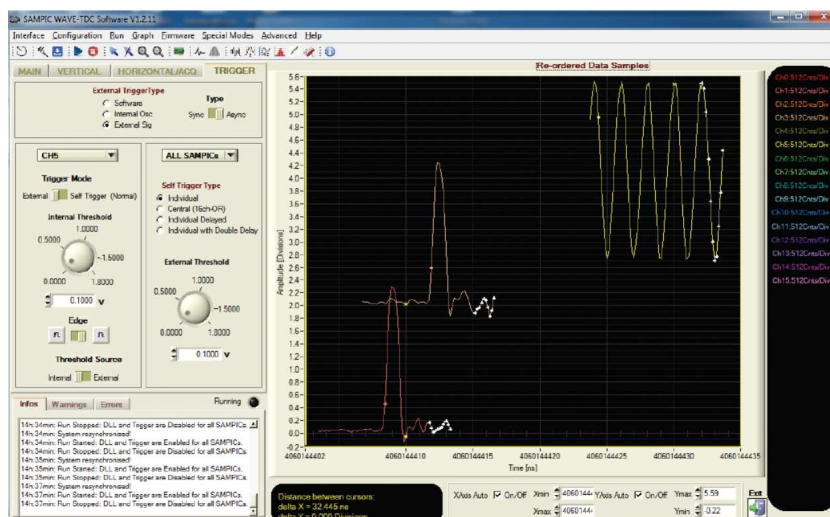 SAMPIC WAVE-TDC Software V1.2.11
Interface Configuration Run Graph Firmware Special Modes Advanced Help
MAIN VERTICAL HORIZONTAL/ACQ TRIGGER
External TriggerType
Software
Internal Osc
External Sig
Type
Sync Async
CH5
Trigger Mode
External Self Trigger (Normal)
Internal Threshold
1.0000
0.5000
1.5000
0.0000 1.8000
0.1000 V
Edge
Threshold Source
Internal External
ALL SAMPICs
Self Trigger Type
Individual
Central (16ch-OR)
Individual Delayed
Individual with Double Delay
External Threshold
1.0000
0.5000
1.5000
0.0000 1.8000
0.1000 V
Infos Warnings Errors
Running
14h:34min: Run Stopped: DLL and Trigger are Disabled for all SAMPICs.
14h:34min: System resynchronised!
14h:35min: Run Started: DLL and Trigger are Enabled for all SAMPICs.
14h:35min: Run Stopped: DLL and Trigger are Disabled for all SAMPICs.
14h:35min: System resynchronised!
14h:35min: Run Started: DLL and Trigger are Enabled for all SAMPICs.
14h:37min: Run Stopped: DLL and Trigger are Disabled for all SAMPICs.
14h:37min: System resynchronised!
14h:37min: Run Started: DLL and Trigger are Enabled for all SAMPICs.
14h:37min: Run Stopped: DLL and Trigger are Disabled for all SAMPICs.
Re-ordered Data Samples
Amplitude [Divisions]
5.6
5.4
5.2
5.0
4.8
4.6
4.4
4.2
4.0
3.8
3.6
3.4
3.2
3.0
2.8
2.6
2.4
2.2
2.0
1.8
1.6
1.4
1.2
1.0
0.8
0.6
0.4
0.2
0.0
-0.2
4060144402 4060144410 4060144415 4060144420 4060144425 4060144430 4060144435
Time [ns]
Ch0:512Cnts/Div
Ch1:512Cnts/Div
Ch2:512Cnts/Div
Ch3:512Cnts/Div
Ch4:512Cnts/Div
Ch5:512Cnts/Div
Ch6:512Cnts/Div
Ch7:512Cnts/Div
Ch8:512Cnts/Div
Ch9:512Cnts/Div
Ch10:512Cnts/Div
Ch11:512Cnts/Div
Ch12:512Cnts/Div
Ch13:512Cnts/Div
Ch14:512Cnts/Div
Ch15:512Cnts/Div
Distance between cursors:
delta X = 32.445 ns
delta Y = 0.000 Divisions
XAxis Auto On/Off Xmin 4060144 YAxis Auto On/Off Ymax 5.59
Xmax 4060144 Ymin -0.22
Exit